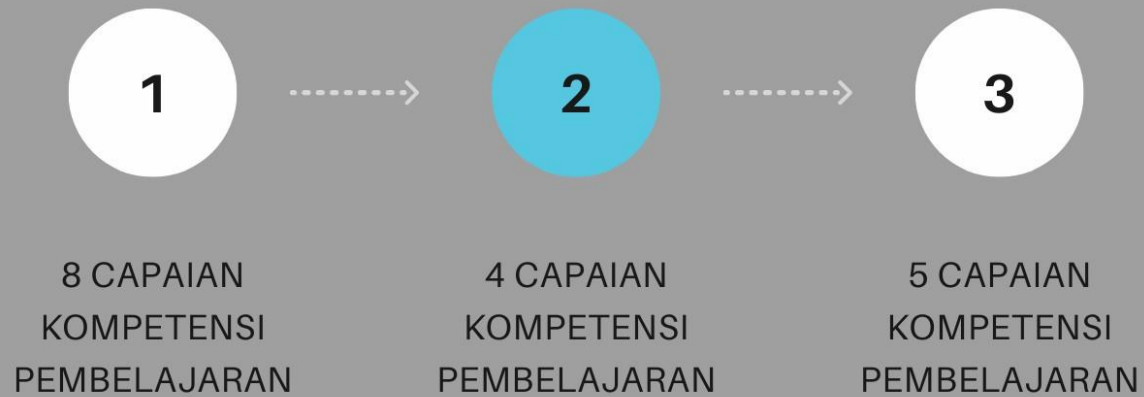 1
2
3
8 CAPAIAN
KOMPETENSI
PEMBELAJARAN
4 CAPAIAN
KOMPETENSI
PEMBELAJARAN
5 CAPAIAN
KOMPETENSI
PEMBELAJARAN